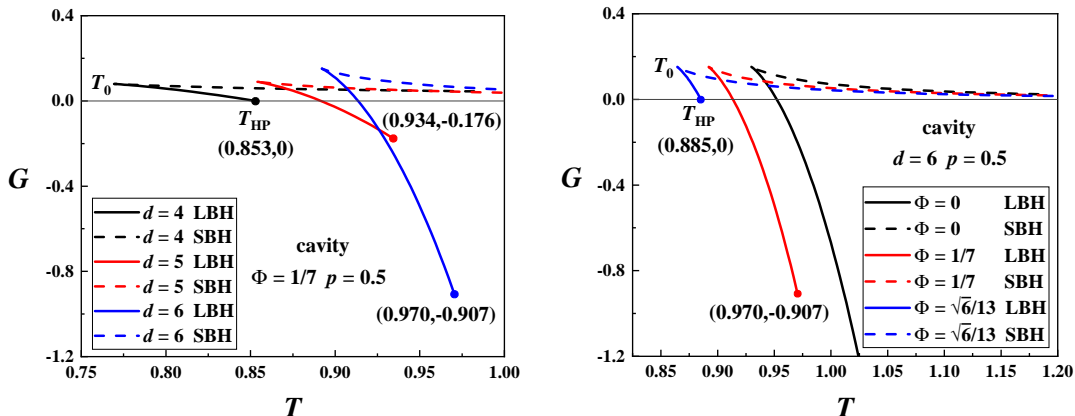 0.4
0.0
-0.4
-0.8
-1.2
G
T₀
T_HP
(0.853,0)
(0.934,-0.176)
(0.970,-0.907)
cavity
Φ = 1/7 p = 0.5
d = 4 LBH
d = 4 SBH
d = 5 LBH
d = 5 SBH
d = 6 LBH
d = 6 SBH
0.75 0.80 0.85 0.90 0.95 1.00
T
0.4
0.0
-0.4
-0.8
-1.2
G
T₀
T_HP
(0.885,0)
cavity
d = 6 p = 0.5
(0.970,-0.907)
Φ = 0 LBH
Φ = 0 SBH
Φ = 1/7 LBH
Φ = 1/7 SBH
Φ = √6/13 LBH
Φ = √6/13 SBH
0.85 0.90 0.95 1.00 1.05 1.10 1.15 1.20
T